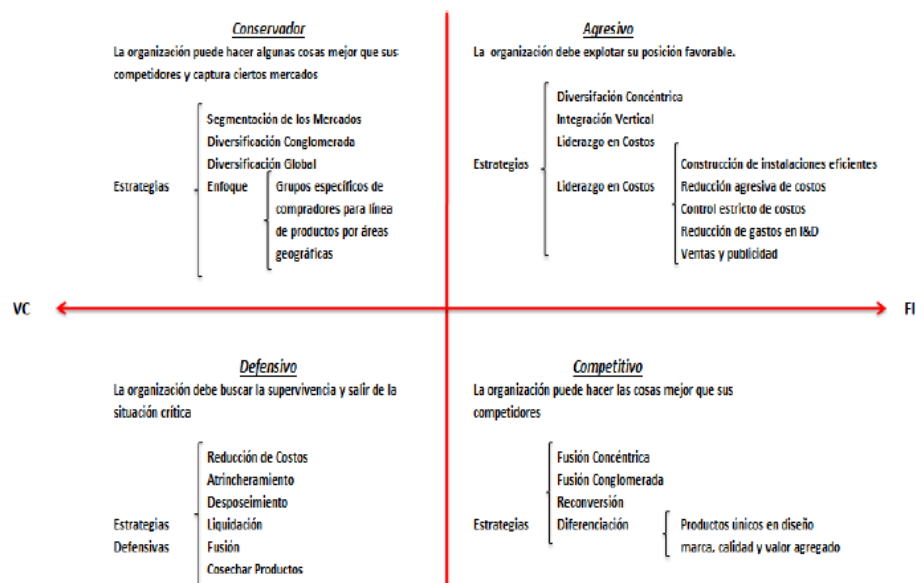 Conservador
La organización puede hacer algunas cosas mejor que sus
competidores y captura ciertos mercados
Segmentación de los Mercados
Diversificación Conglomerada
Diversificación Global
Estrategias
Enfoque
Grupos específicos de
compradores para línea
de productos por áreas
geográficas
Agresivo
La organización debe explotar su posición favorable.
Diversifación Concéntrica
Integración Vertical
Liderazgo en Costos
Estrategias
Construcción de instalaciones eficientes
Liderazgo en Costos
Reducción agresiva de costos
Control estricto de costos
Reducción de gastos en I&D
Ventas y publicidad
VC
FI
Defensivo
La organización debe buscar la supervivencia y salir de la
situación crítica
Reducción de Costos
Atrincheramiento
Desposeimiento
Estrategias
Defensivas
Liquidación
Fusión
Cosechar Productos
Competitivo
La organización puede hacer las cosas mejor que sus
competidores
Fusión Concéntrica
Fusión Conglomerada
Reconversión
Estrategias
Diferenciación
Productos únicos en diseño
marca, calidad y valor agregado